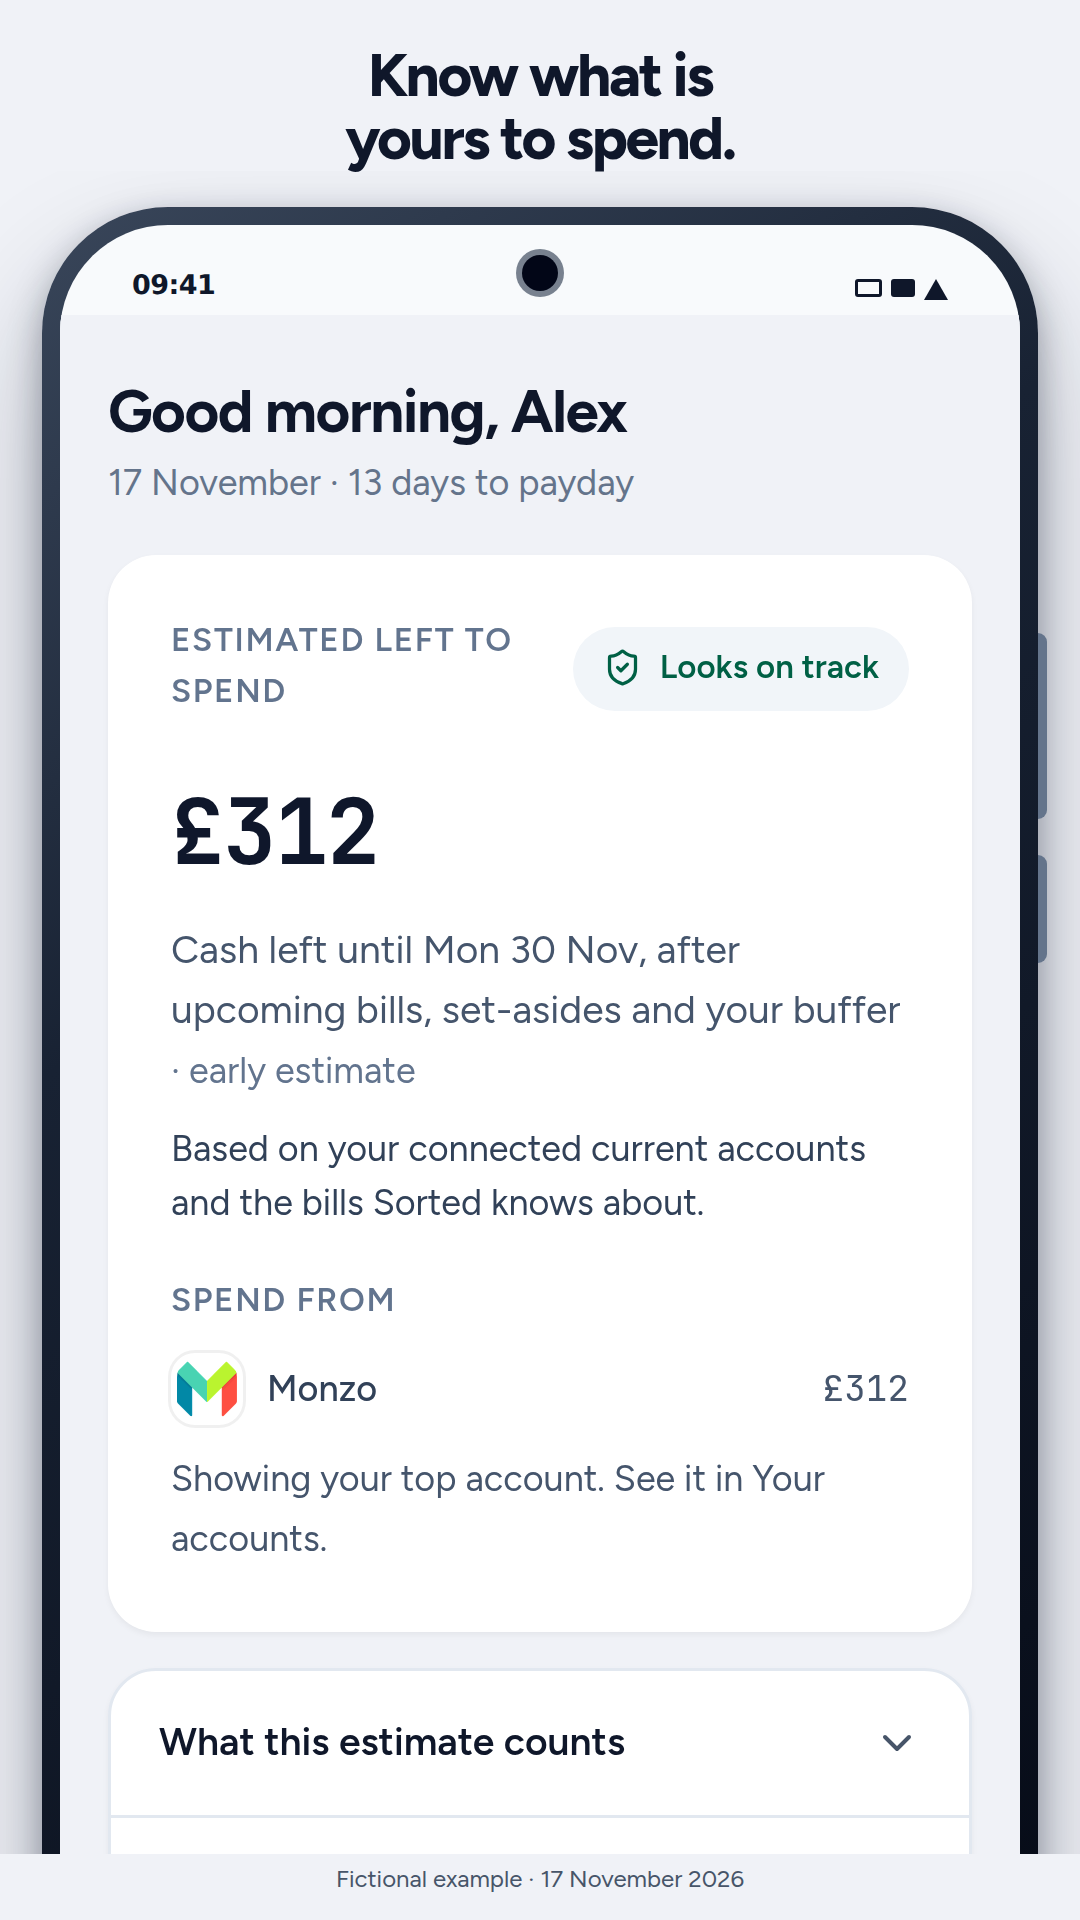 Know what is
yours to spend.
09:41
Good morning, Alex
17 November · 13 days to payday
ESTIMATED LEFT TO
SPEND
Looks on track
£312
Cash left until Mon 30 Nov, after
upcoming bills, set-asides and your buffer
· early estimate
Based on your connected current accounts
and the bills Sorted knows about.
SPEND FROM
Monzo £312
Showing your top account. See it in Your
accounts.
What this estimate counts
Fictional example · 17 November 2026